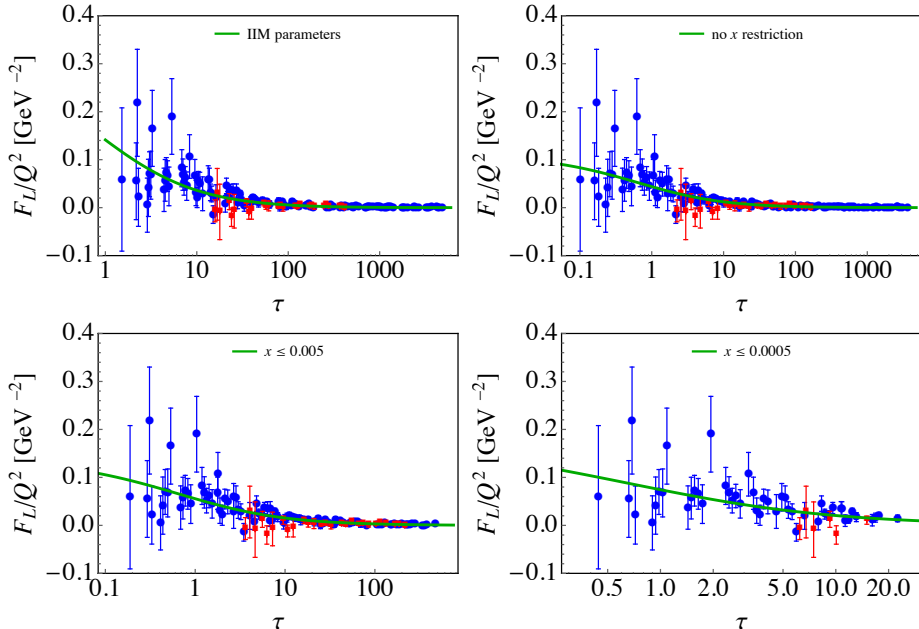 IIM parameters
F_L/Q² [GeV⁻²]
0.4
0.3
0.2
0.1
0.0
−0.1
1 10 100 1000
τ
no x restriction
F_L/Q² [GeV⁻²]
0.4
0.3
0.2
0.1
0.0
−0.1
0.1 1 10 100 1000
τ
x ≤ 0.005
F_L/Q² [GeV⁻²]
0.4
0.3
0.2
0.1
0.0
−0.1
0.1 1 10 100
τ
x ≤ 0.0005
F_L/Q² [GeV⁻²]
0.4
0.3
0.2
0.1
0.0
−0.1
0.5 1.0 2.0 5.0 10.0 20.0
τ